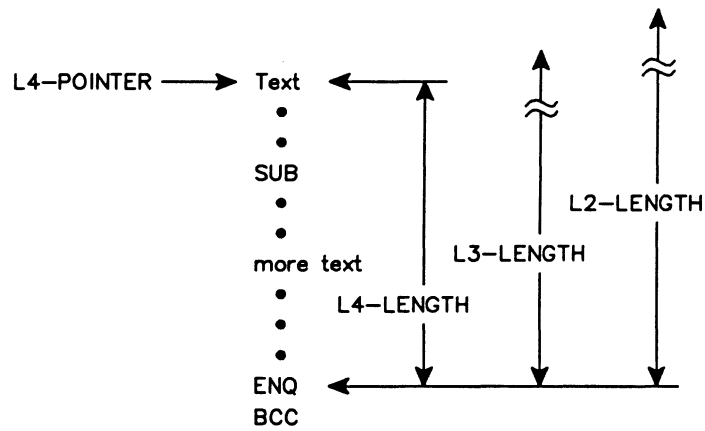 L4-POINTER
Text
SUB
L2-LENGTH
more text
L3-LENGTH
L4-LENGTH
ENQ
BCC